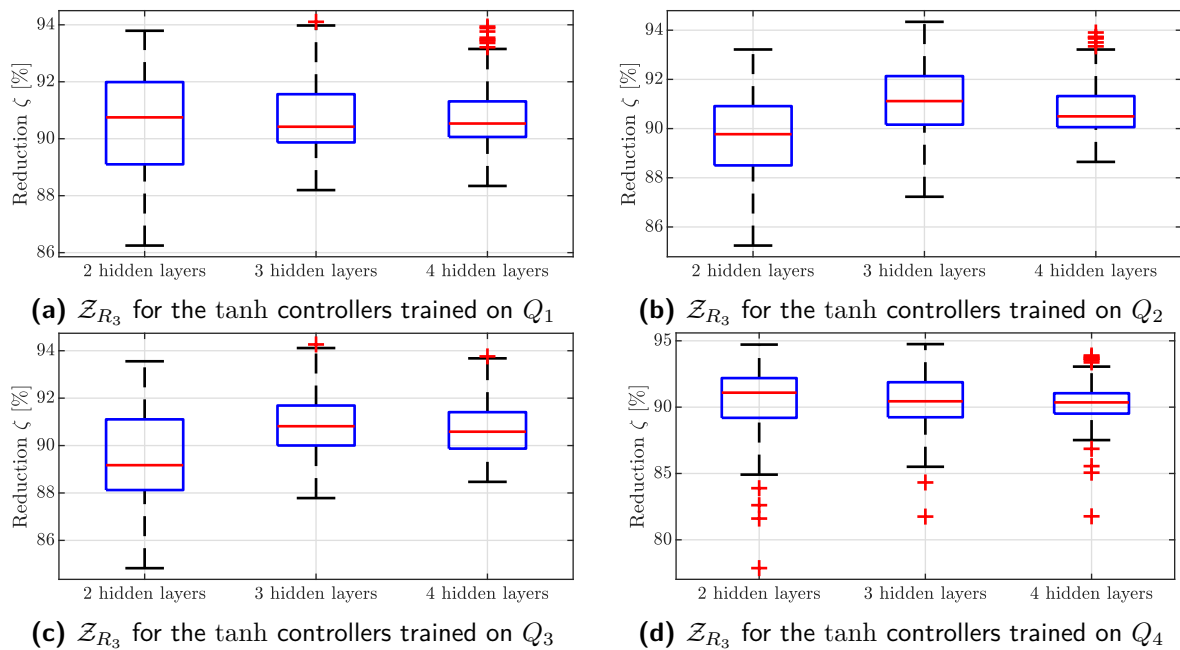 94
92
90
88
86
Reduction ζ [%]
2 hidden layers 3 hidden layers 4 hidden layers
(a) 𝒵_{R_3} for the tanh controllers trained on Q_1
94
92
90
88
86
Reduction ζ [%]
2 hidden layers 3 hidden layers 4 hidden layers
(b) 𝒵_{R_3} for the tanh controllers trained on Q_2
94
92
90
88
86
Reduction ζ [%]
2 hidden layers 3 hidden layers 4 hidden layers
(c) 𝒵_{R_3} for the tanh controllers trained on Q_3
95
90
85
80
Reduction ζ [%]
2 hidden layers 3 hidden layers 4 hidden layers
(d) 𝒵_{R_3} for the tanh controllers trained on Q_4